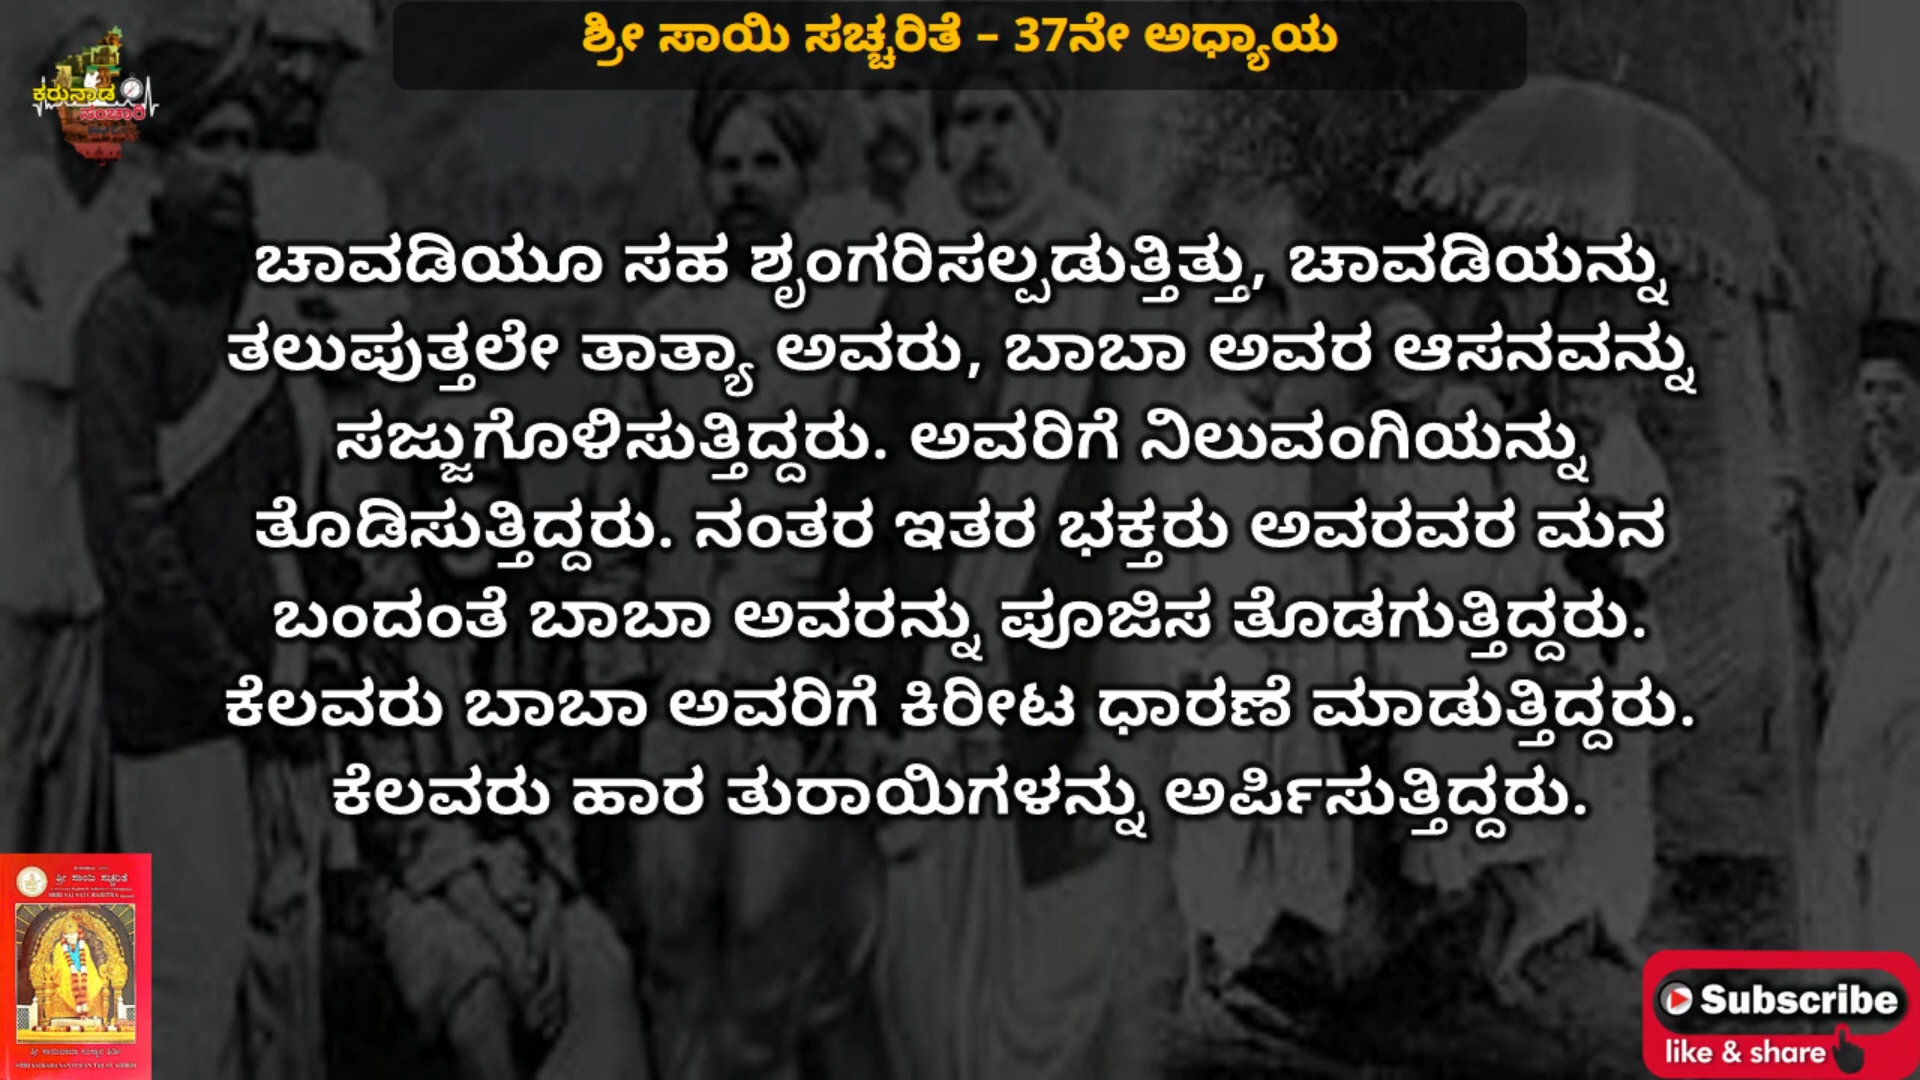 ಶ್ರೀ ಸಾಯಿ ಸಚ್ಚರಿತೆ – 37ನೇ ಅಧ್ಯಾಯ
ಕರುನಾಡ
ಸಂಚಾರಿ
ಚಾವಡಿಯೂ ಸಹ ಶೃಂಗರಿಸಲ್ಪಡುತ್ತಿತ್ತು, ಚಾವಡಿಯನ್ನು
ತಲುಪುತ್ತಲೇ ತಾತ್ಯಾ ಅವರು, ಬಾಬಾ ಅವರ ಆಸನವನ್ನು
ಸಜ್ಜುಗೊಳಿಸುತ್ತಿದ್ದರು. ಅವರಿಗೆ ನಿಲುವಂಗಿಯನ್ನು
ತೊಡಿಸುತ್ತಿದ್ದರು. ನಂತರ ಇತರ ಭಕ್ತರು ಅವರವರ ಮನ
ಬಂದಂತೆ ಬಾಬಾ ಅವರನ್ನು ಪೂಜಿಸ ತೊಡಗುತ್ತಿದ್ದರು.
ಕೆಲವರು ಬಾಬಾ ಅವರಿಗೆ ಕಿರೀಟ ಧಾರಣೆ ಮಾಡುತ್ತಿದ್ದರು.
ಕೆಲವರು ಹಾರ ತುರಾಯಿಗಳನ್ನು ಅರ್ಪಿಸುತ್ತಿದ್ದರು.
ಶ್ರೀ ಸಾಯಿ ಸಚ್ಚರಿತೆ
Subscribe
like & share